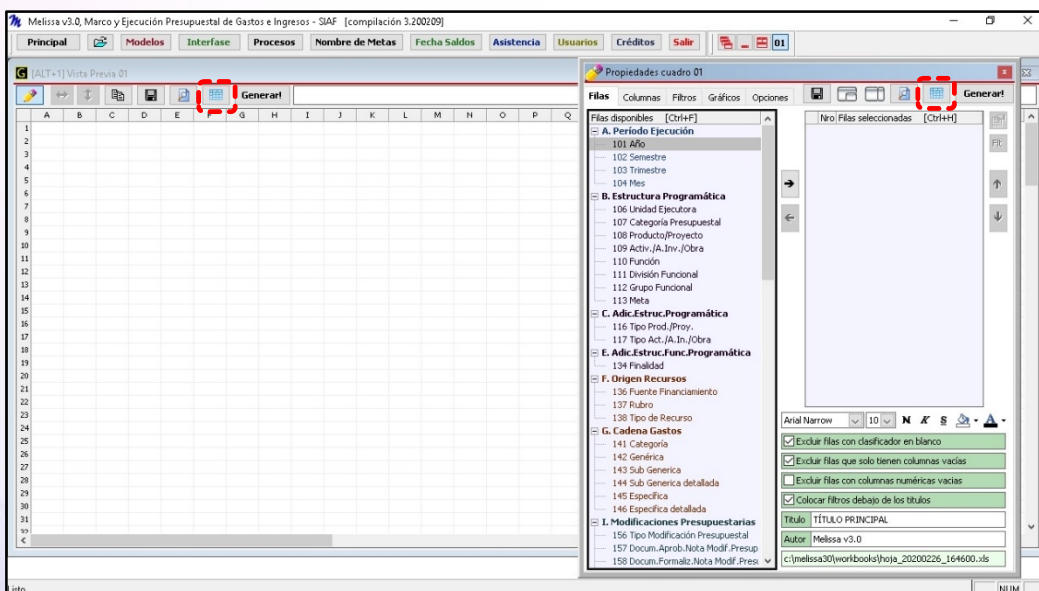 Melissa v3.0, Marco y Ejecución Presupuestal de Gastos e Ingresos - SIAF [compilación 3.200209]
Principal Modelos Interfase Procesos Nombre de Metas Fecha Saldos Asistencia Usuarios Créditos Salir 01
[ALT+1] Vista Previa 01
Generar!
A B C D E F G H I J K L M N O P Q
1
2
3
4
5
6
7
8
9
10
11
12
13
14
15
16
17
18
19
20
21
22
23
24
25
26
27
28
29
30
31
32
Propiedades cuadro 01
Filas Columnas Filtros Gráficos Opciones Generar!
Filas disponibles [Ctrl+F]
A. Período Ejecución
101 Año
102 Semestre
103 Trimestre
104 Mes
B. Estructura Programática
106 Unidad Ejecutora
107 Categoría Presupuestal
108 Producto/Proyecto
109 Activ./A.Inv./Obra
110 Función
111 División Funcional
112 Grupo Funcional
113 Meta
C. Adic.Estruc.Programática
116 Tipo Prod./Proy.
117 Tipo Act./A.In./Obra
E. Adic.Estruc.Func.Programática
134 Finalidad
F. Origen Recursos
136 Fuente Financiamiento
137 Rubro
138 Tipo de Recurso
G. Cadena Gastos
141 Categoría
142 Genérica
143 Sub Generica
144 Sub Generica detallada
145 Específica
146 Especifica detallada
I. Modificaciones Presupuestarias
156 Tipo Modificación Presupuestal
157 Docum.Aprob.Nota Modif.Presup
158 Docum.Formaliz.Nota Modif.Presu
Nro Filas seleccionadas [Ctrl+H]
Flt
Arial Narrow 10 N K S A
Excluir filas con clasificador en blanco
Excluir filas que solo tienen columnas vacías
Excluir filas con columnas numéricas vacias
Colocar filtros debajo de los titulos
Titulo TÍTULO PRINCIPAL
Autor Melissa v3.0
c:\melissa30\workbooks\hoja_20200226_164600.xls
Listo
NUM